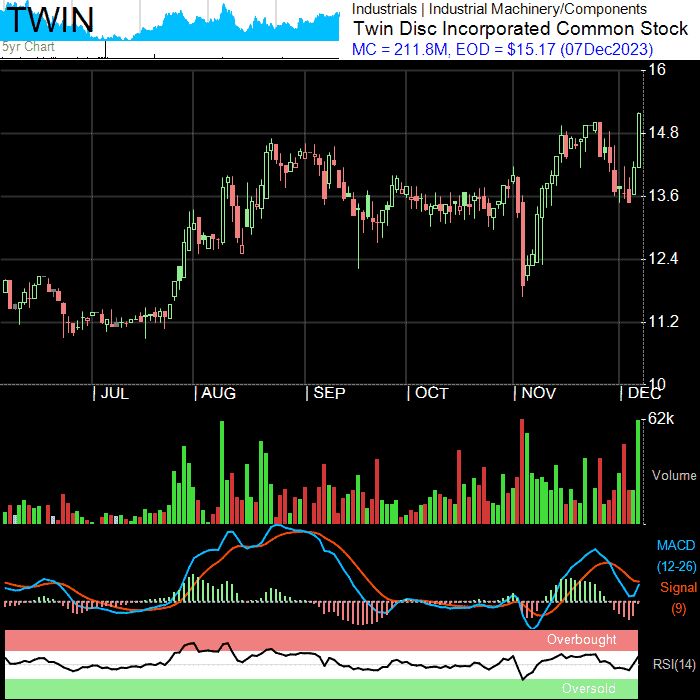 TWIN
5yr Chart
Industrials | Industrial Machinery/Components
Twin Disc Incorporated Common Stock
MC = 211.8M, EOD = $15.17 (07Dec2023)
16
14.8
13.6
12.4
11.2
10
| JUL | AUG | SEP | OCT | NOV | DEC
62k
Volume
MACD
(12-26)
Signal
(9)
Overbought
RSI(14)
Oversold